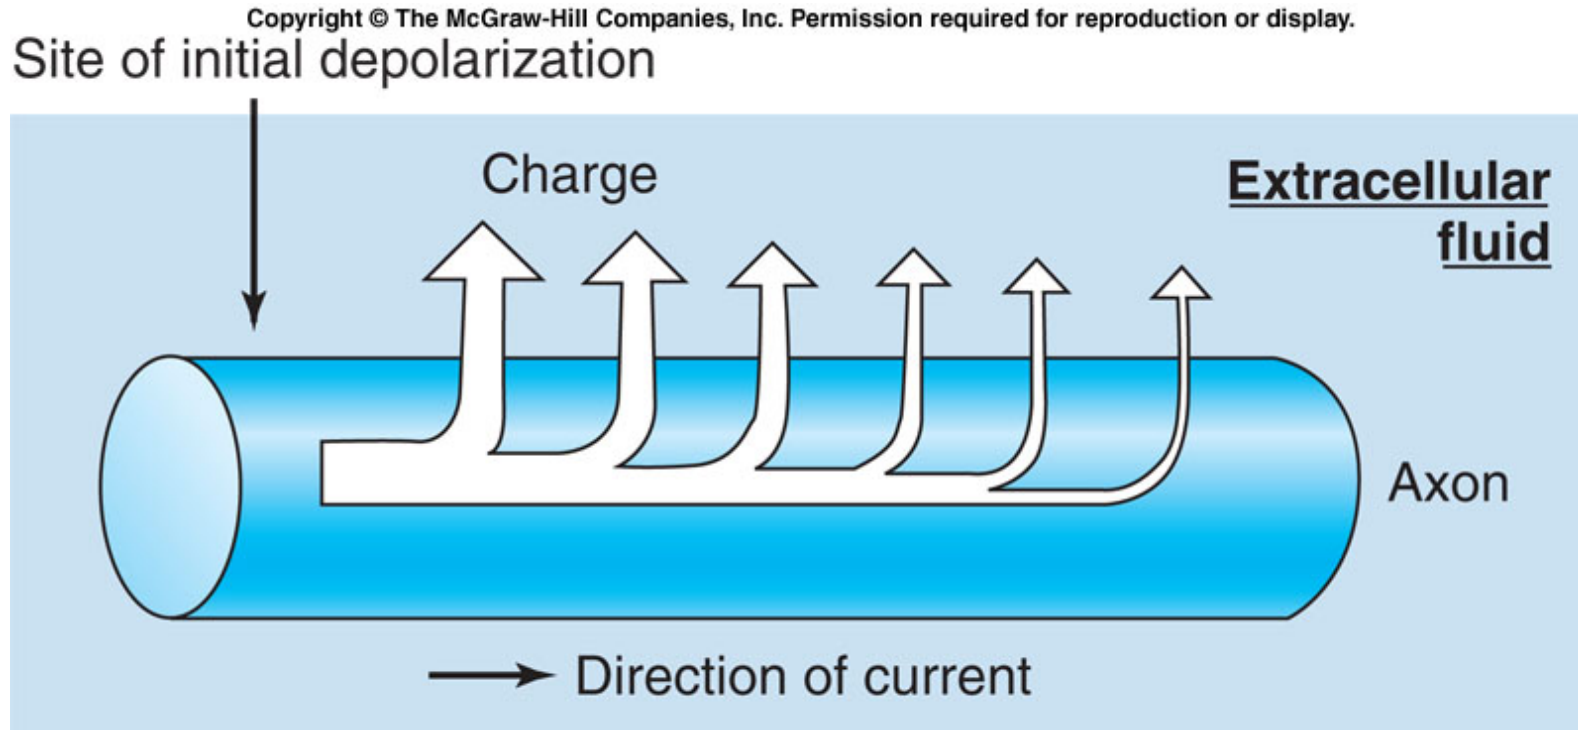 Copyright © The McGraw-Hill Companies, Inc. Permission required for reproduction or display.
Site of initial depolarization
Charge
Extracellular
fluid
Axon
Direction of current